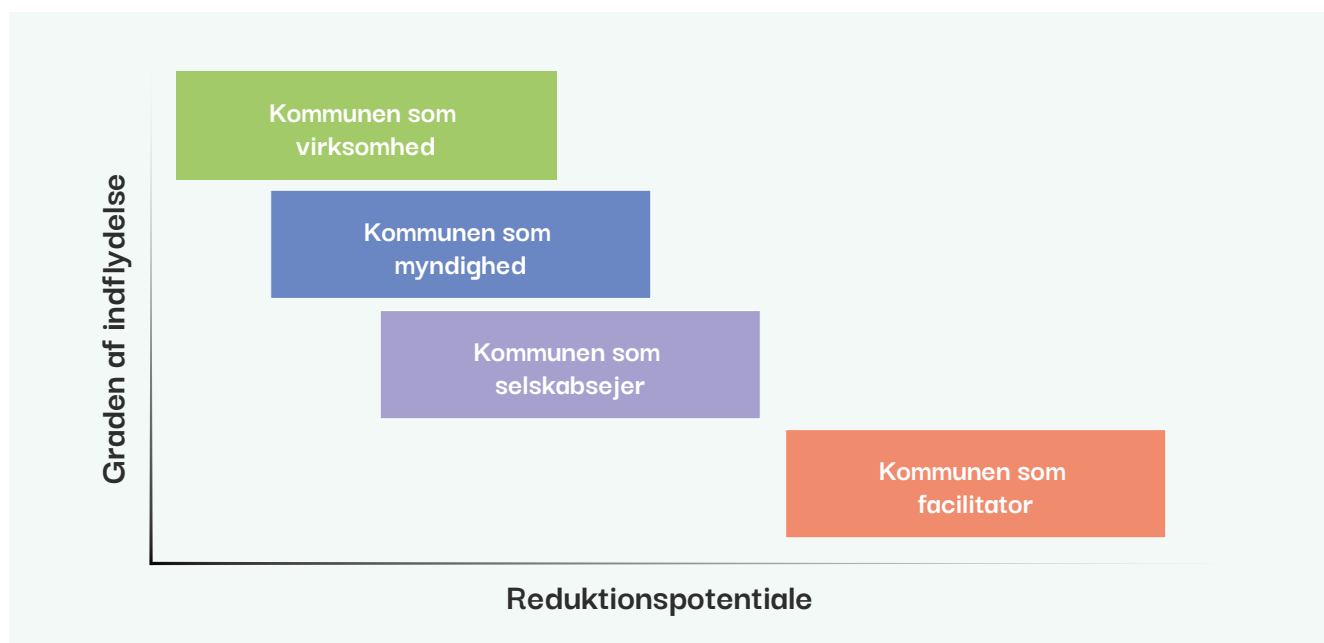 Kommunen som
virksomhed
Kommunen som
myndighed
Kommunen som
selskabsejer
Kommunen som
facilitator
Graden af indflydelse
Reduktionspotentiale